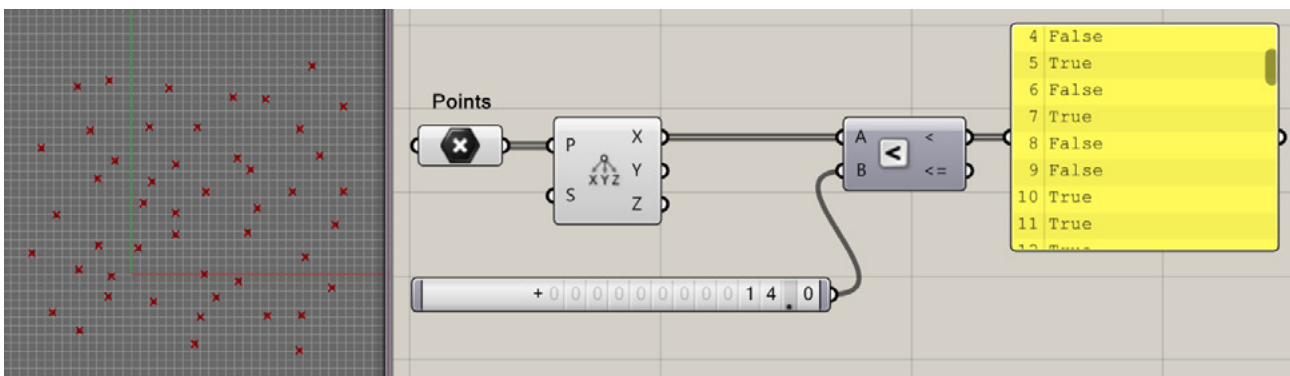 Points
P
S
X
Y
Z
XYZ
A
B
<
<
<=
+ 0 0 0 0 0 0 0 0 0 1 4 . 0
4 False
5 True
6 False
7 True
8 False
9 False
10 True
11 True